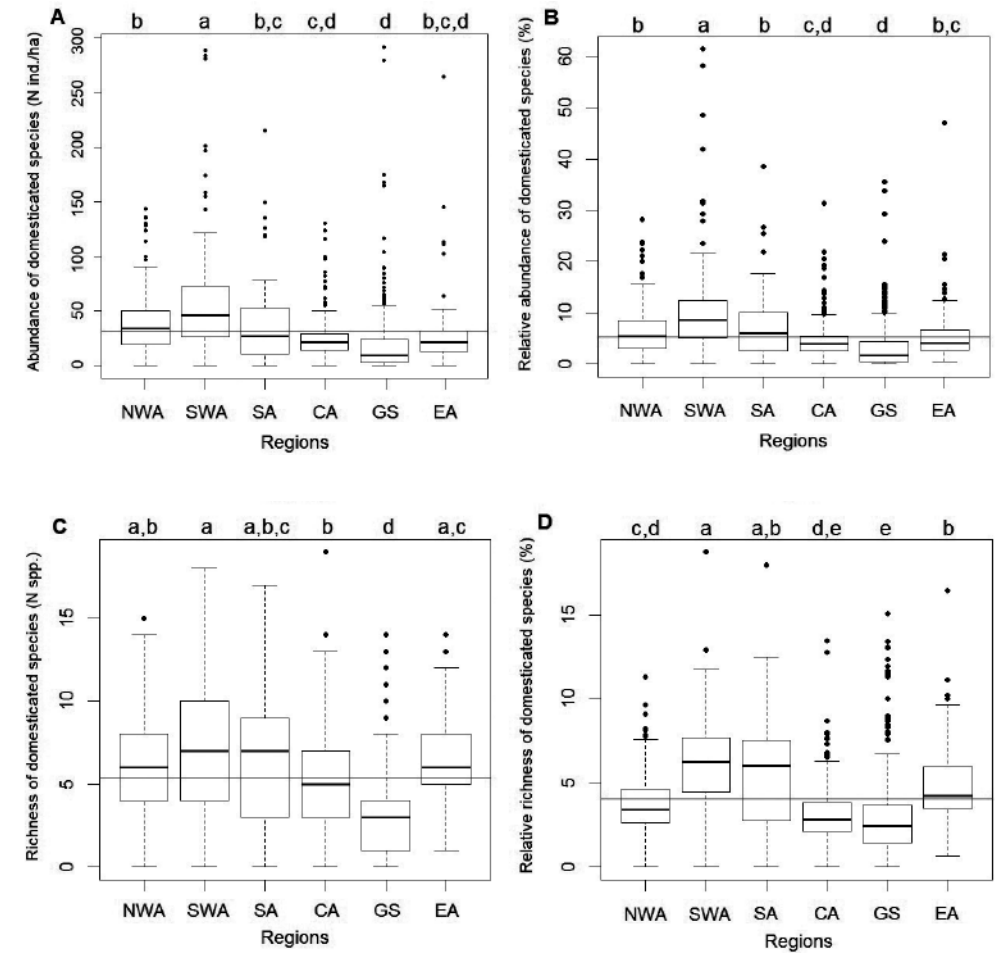 A
b a b,c c,d d b,c,d
Abundance of domesticated species (N ind./ha)
300
250
200
150
100
50
0
NWA SWA SA CA GS EA
Regions
B
b a b c,d d b,c
Relative abundance of domesticated species (%)
60
50
40
30
20
10
0
NWA SWA SA CA GS EA
Regions
C
a,b a a,b,c b d a,c
Richness of domesticated species (N spp.)
15
10
5
0
NWA SWA SA CA GS EA
Regions
D
c,d a a,b d,e e b
Relative richness of domesticated species (%)
15
10
5
0
NWA SWA SA CA GS EA
Regions